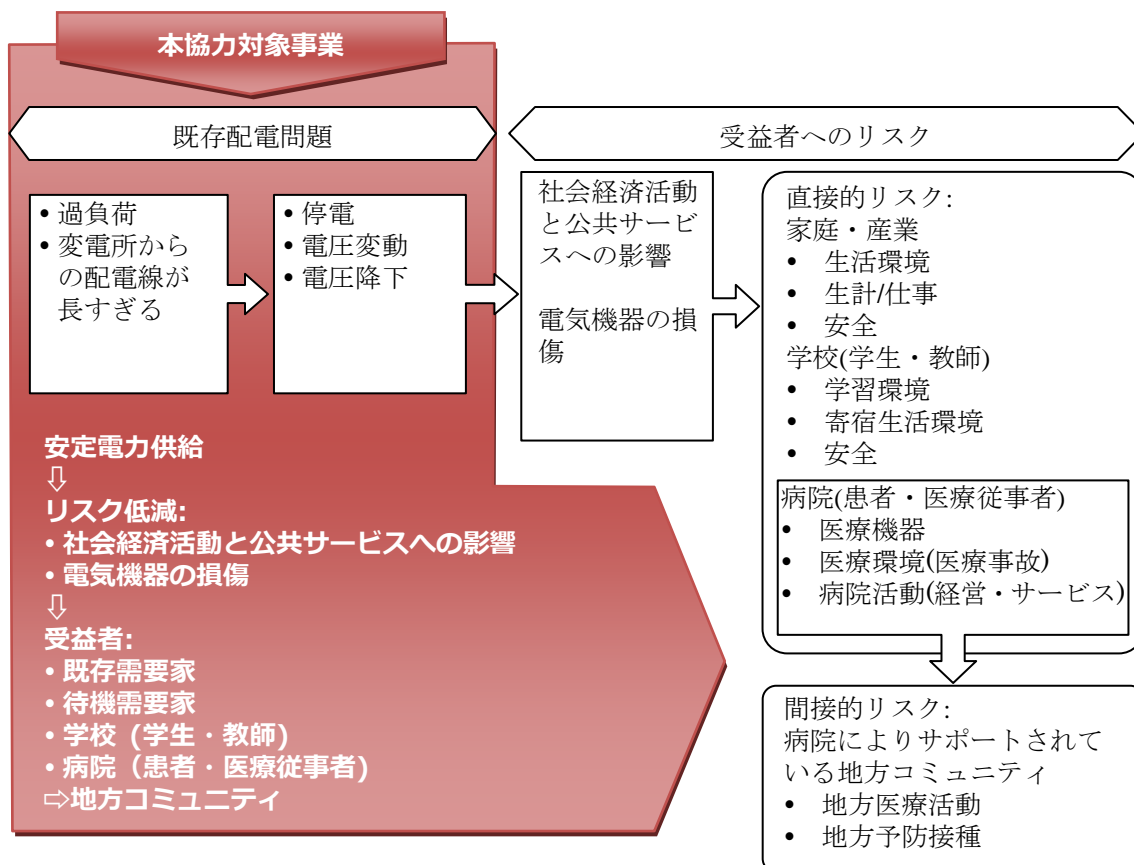 本協力対象事業
既存配電問題
受益者へのリスク
• 過負荷
• 変電所から
の配電線が
長すぎる
• 停電
• 電圧変動
• 電圧降下
社会経済活動
と公共サービ
スへの影響
電気機器の損
傷
直接的リスク:
家庭・産業
• 生活環境
• 生計/仕事
• 安全
学校(学生・教師)
• 学習環境
• 寄宿生活環境
• 安全
病院(患者・医療従事者)
• 医療機器
• 医療環境(医療事故)
• 病院活動(経営・サービス)
安定電力供給
⇩
リスク低減:
• 社会経済活動と公共サービスへの影響
• 電気機器の損傷
⇩
受益者:
• 既存需要家
• 待機需要家
• 学校 (学生・教師)
• 病院（患者・医療従事者)
⇨地方コミュニティ
間接的リスク:
病院によりサポートされて
いる地方コミュニティ
• 地方医療活動
• 地方予防接種